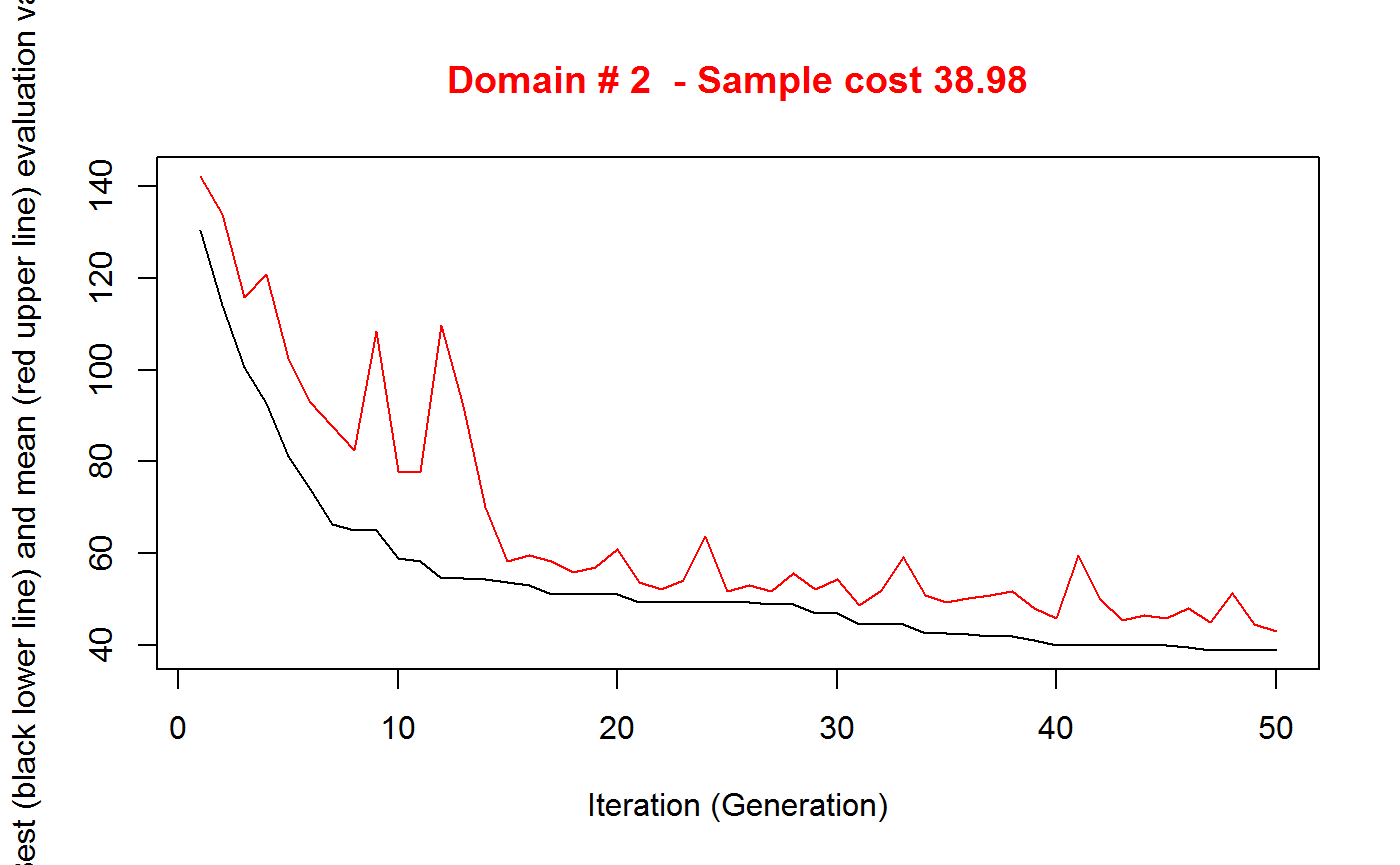 Domain # 2  - Sample cost 38.98
(black lower line) and mean (red upper line) evaluation
140
120
100
80
60
40
0 10 20 30 40 50
Iteration (Generation)